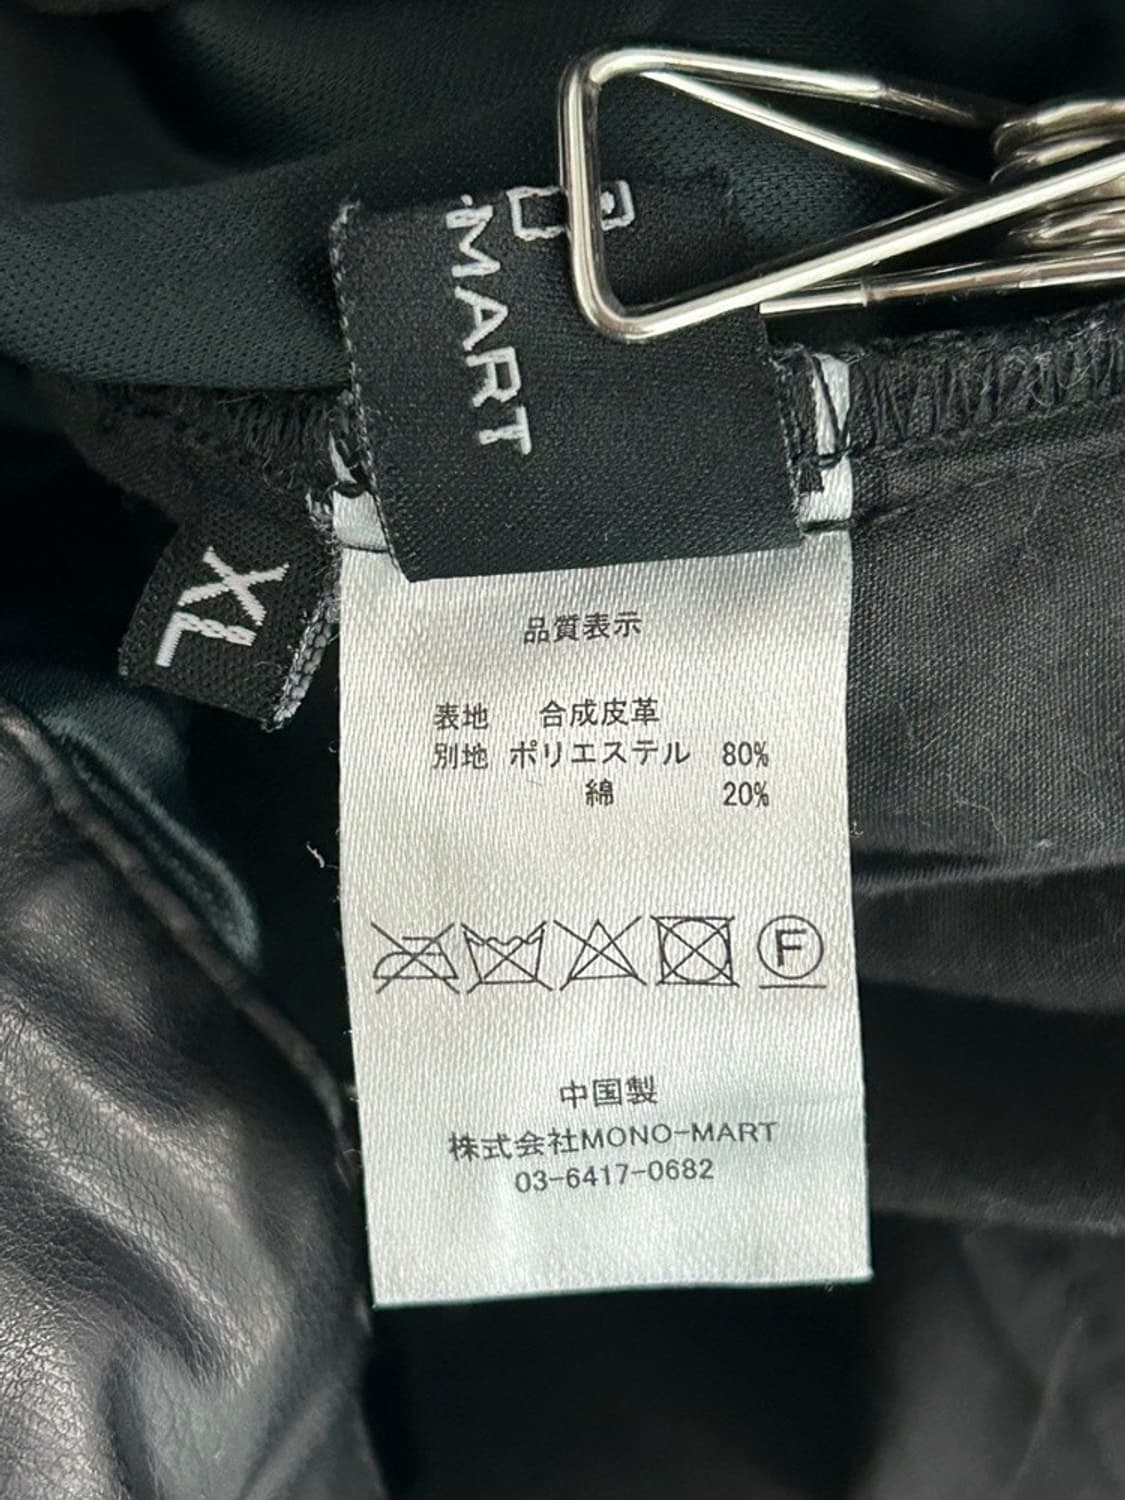 MART
XL
品質表示
表地 合成皮革
別地 ポリエステル 80%
綿 20%
F
中国製
株式会社MONO-MART
03-6417-0682